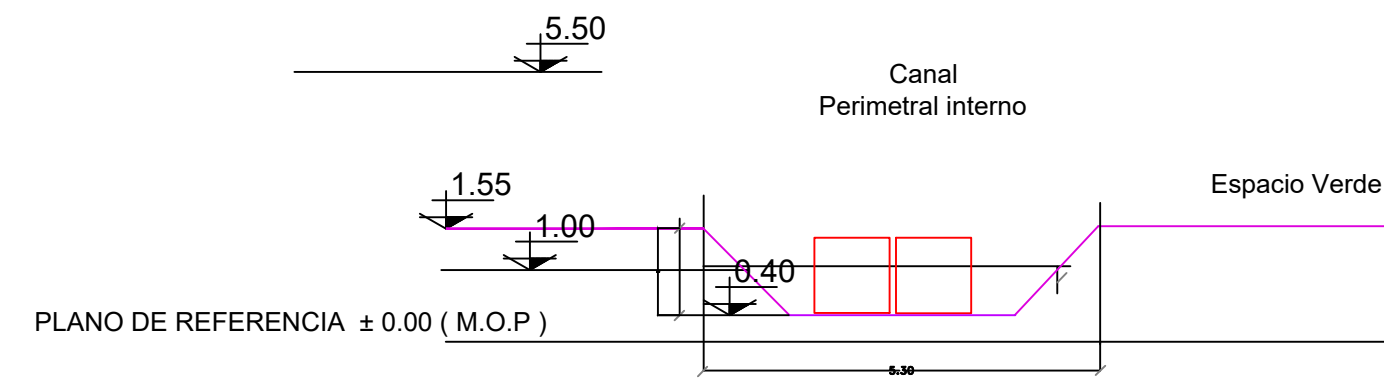 5.50
Canal
Perimetral interno
1.55
Espacio Verde
1.00
0.40
PLANO DE REFERENCIA ± 0.00 ( M.O.P )
5.30